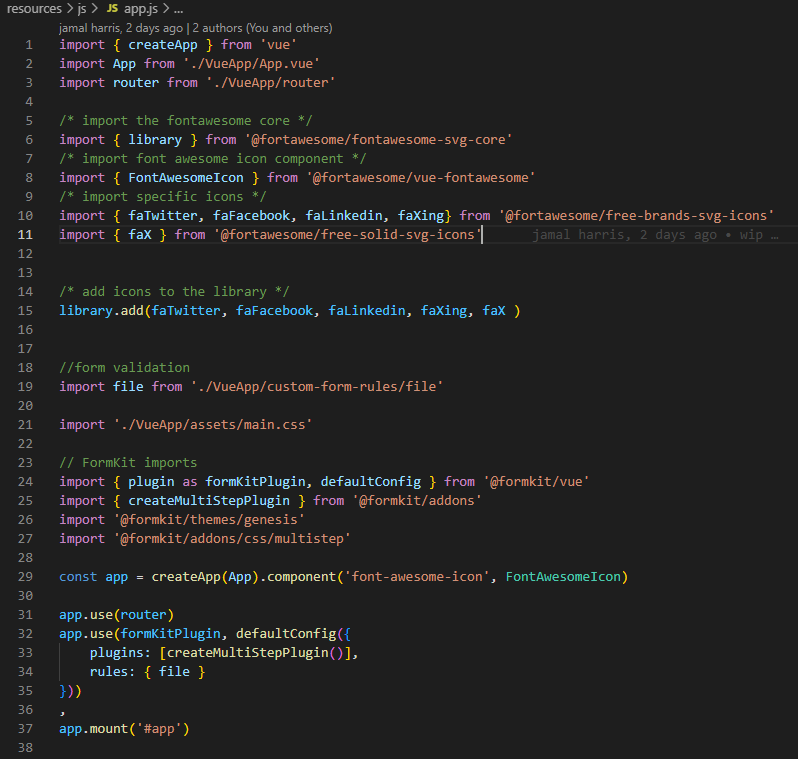 resources > js > JS app.js > ...
jamal harris, 2 days ago | 2 authors (You and others)
1 import { createApp } from 'vue'
2 import App from './VueApp/App.vue'
3 import router from './VueApp/router'
4
5 /* import the fontawesome core */
6 import { library } from '@fortawesome/fontawesome-svg-core'
7 /* import font awesome icon component */
8 import { FontAwesomeIcon } from '@fortawesome/vue-fontawesome'
9 /* import specific icons */
10 import { faTwitter, faFacebook, faLinkedin, faXing} from '@fortawesome/free-brands-svg-icons'
11 import { faX } from '@fortawesome/free-solid-svg-icons' jamal harris, 2 days ago • wip …
12
13
14 /* add icons to the library */
15 library.add(faTwitter, faFacebook, faLinkedin, faXing, faX )
16
17
18 //form validation
19 import file from './VueApp/custom-form-rules/file'
20
21 import './VueApp/assets/main.css'
22
23 // FormKit imports
24 import { plugin as formKitPlugin, defaultConfig } from '@formkit/vue'
25 import { createMultiStepPlugin } from '@formkit/addons'
26 import '@formkit/themes/genesis'
27 import '@formkit/addons/css/multistep'
28
29 const app = createApp(App).component('font-awesome-icon', FontAwesomeIcon)
30
31 app.use(router)
32 app.use(formKitPlugin, defaultConfig({
33     plugins: [createMultiStepPlugin()],
34     rules: { file }
35 }))
36 ,
37 app.mount('#app')
38